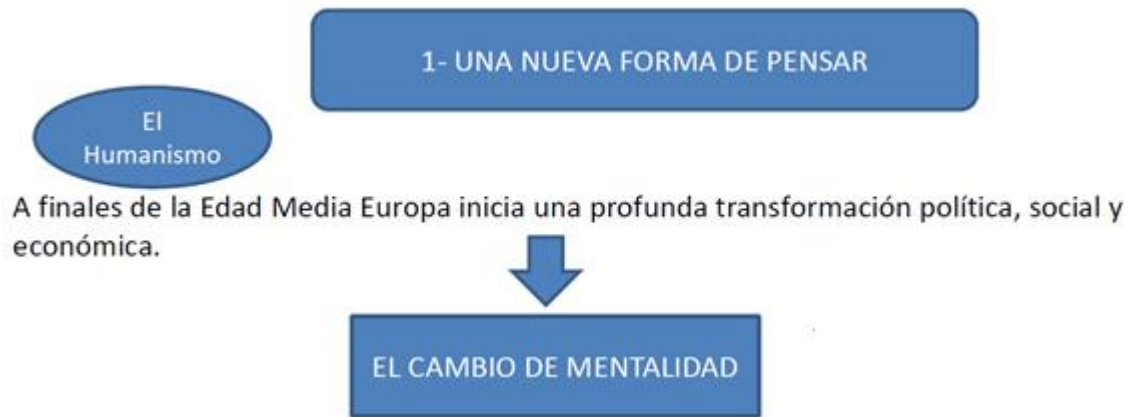 1- UNA NUEVA FORMA DE PENSAR
El
Humanismo
A finales de la Edad Media Europa inicia una profunda transformación política, social y
económica.
EL CAMBIO DE MENTALIDAD